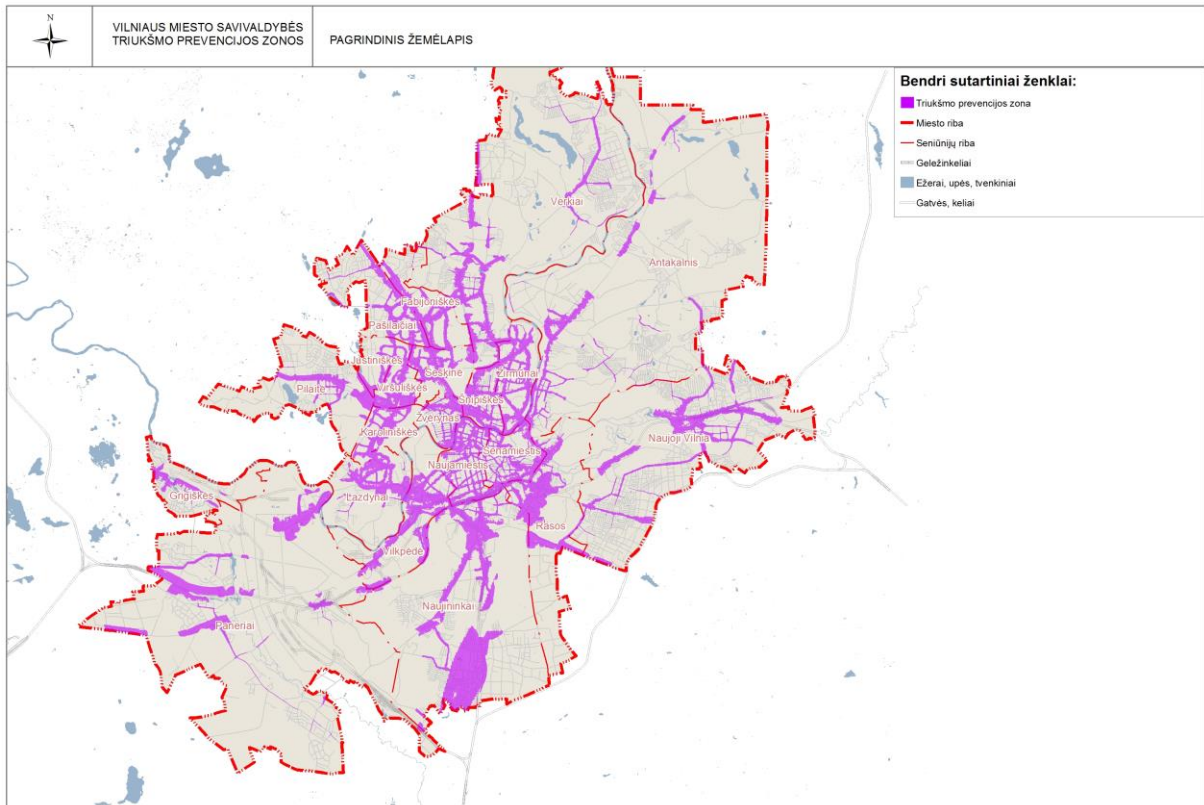 N
VILNIAUS MIESTO SAVIVALDYBĖS
TRIUKŠMO PREVENCIJOS ZONOS
PAGRINDINIS ŽEMĖLAPIS
Bendri sutartiniai ženklai:
Triukšmo prevencijos zona
Miesto riba
Seniūnijų riba
Geležinkeliai
Ežerai, upės, tvenkiniai
Gatvės, keliai
Verkiai
Antakalnis
Fabijoniškės
Pašilaičiai
Justiniškės
Šeškinė
Žirmūnai
Pilaitė
Viršuliškės
Šnipiškės
Žvėrynas
Karoliniškės
Naujoji Vilnia
Senamiestis
Naujamiestis
Grigiškės
Lazdynai
Rasos
Vilkpėdė
Naujininkai
Paneriai